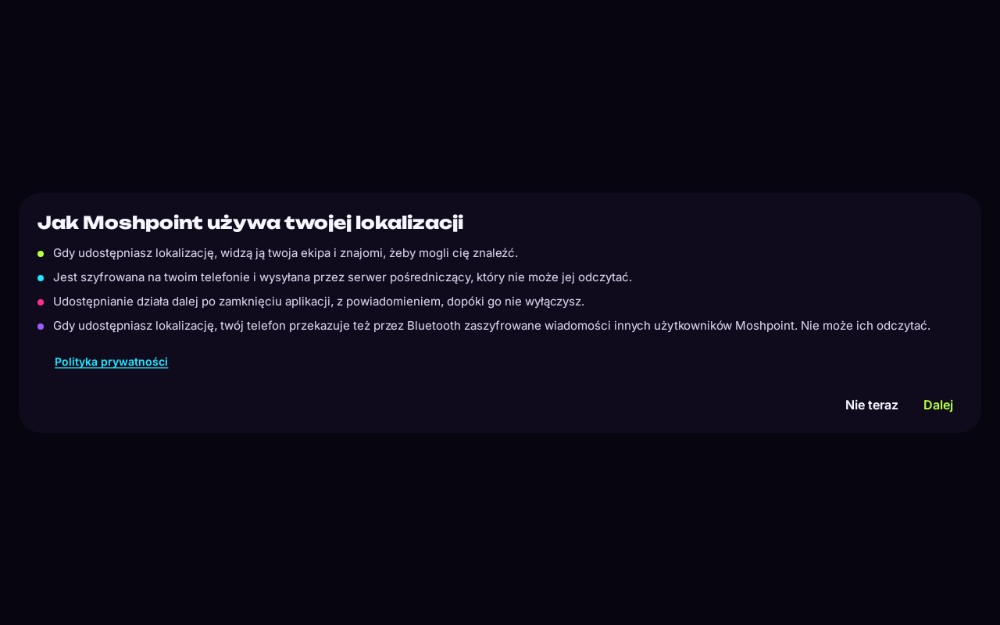 Jak Moshpoint używa twojej lokalizacji
Gdy udostępniasz lokalizację, widzą ją twoja ekipa i znajomi, żeby mogli cię znaleźć.
Jest szyfrowana na twoim telefonie i wysyłana przez serwer pośredniczący, który nie może jej odczytać.
Udostępnianie działa dalej po zamknięciu aplikacji, z powiadomieniem, dopóki go nie wyłączysz.
Gdy udostępniasz lokalizację, twój telefon przekazuje też przez Bluetooth zaszyfrowane wiadomości innych użytkowników Moshpoint. Nie może ich odczytać.
Polityka prywatności
Nie teraz
Dalej